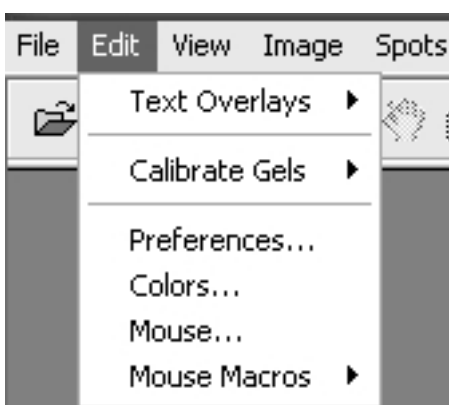 File Edit View Image Spots
Text Overlays
Calibrate Gels
Preferences...
Colors...
Mouse...
Mouse Macros